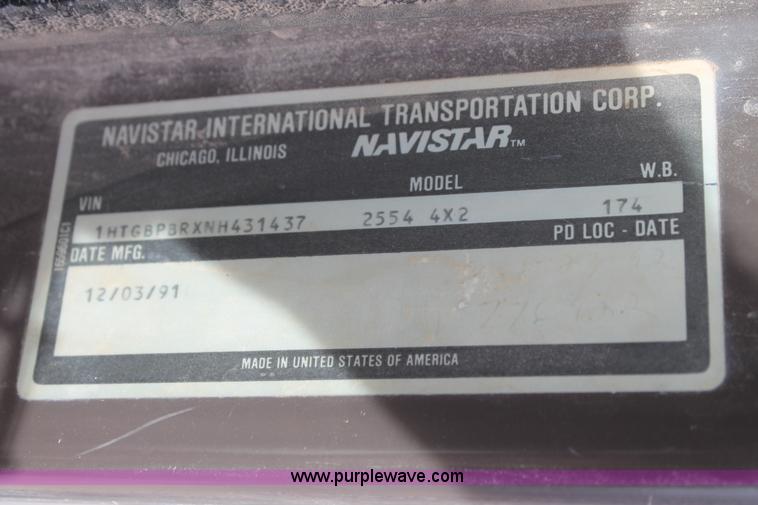 NAVISTAR INTERNATIONAL TRANSPORTATION CORP.
CHICAGO, ILLINOIS NAVISTAR™
VIN MODEL W.B.
1HTGBPBRXNH431437 2554 4X2 174
DATE MFG. PD LOC - DATE
12/03/91
MADE IN UNITED STATES OF AMERICA
www.purplewave.com